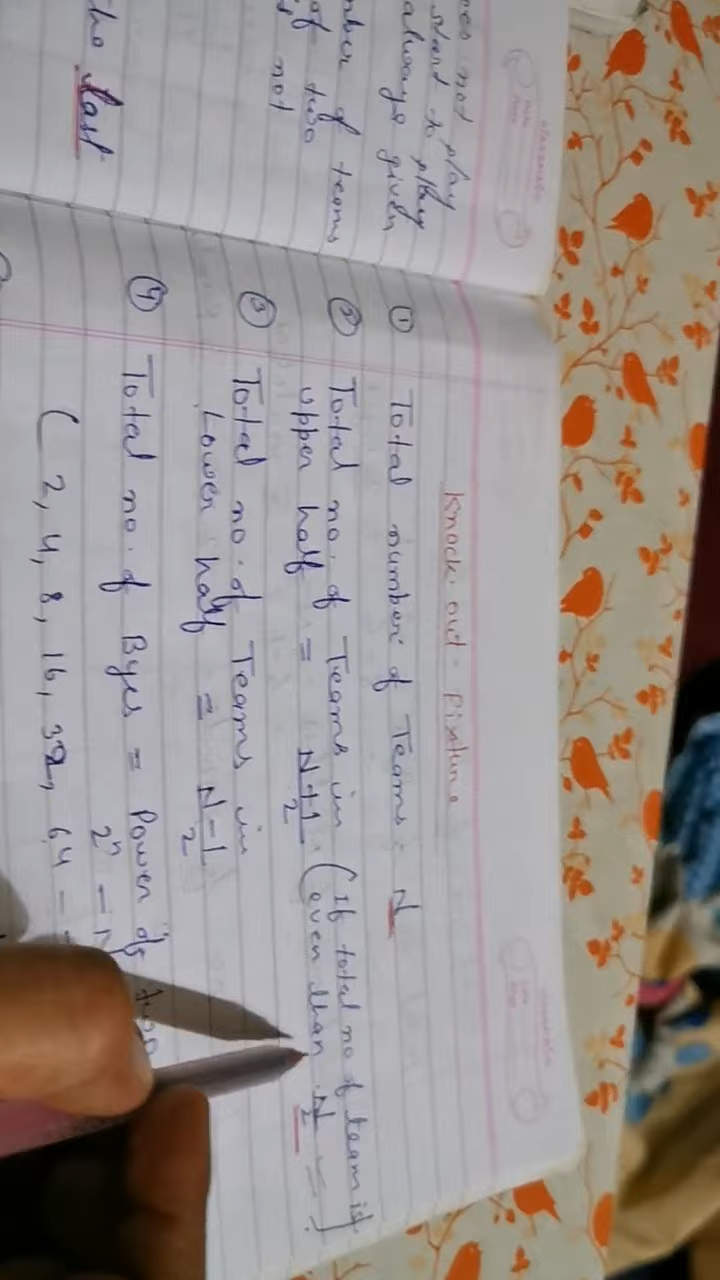 not play
start to play
always given
of teams
of two
not
the last
Knock-out-Fixture
① Total number of Teams = N
② Total no. of Teams in (If total no of team is
upper half = N+1/2 (even than N/2 = )
③ Total no. of Teams in
Lower half = N-1/2
④ Total no. of Byes = Power of two
2ⁿ - N
( 2, 4, 8, 16, 32, 64 -